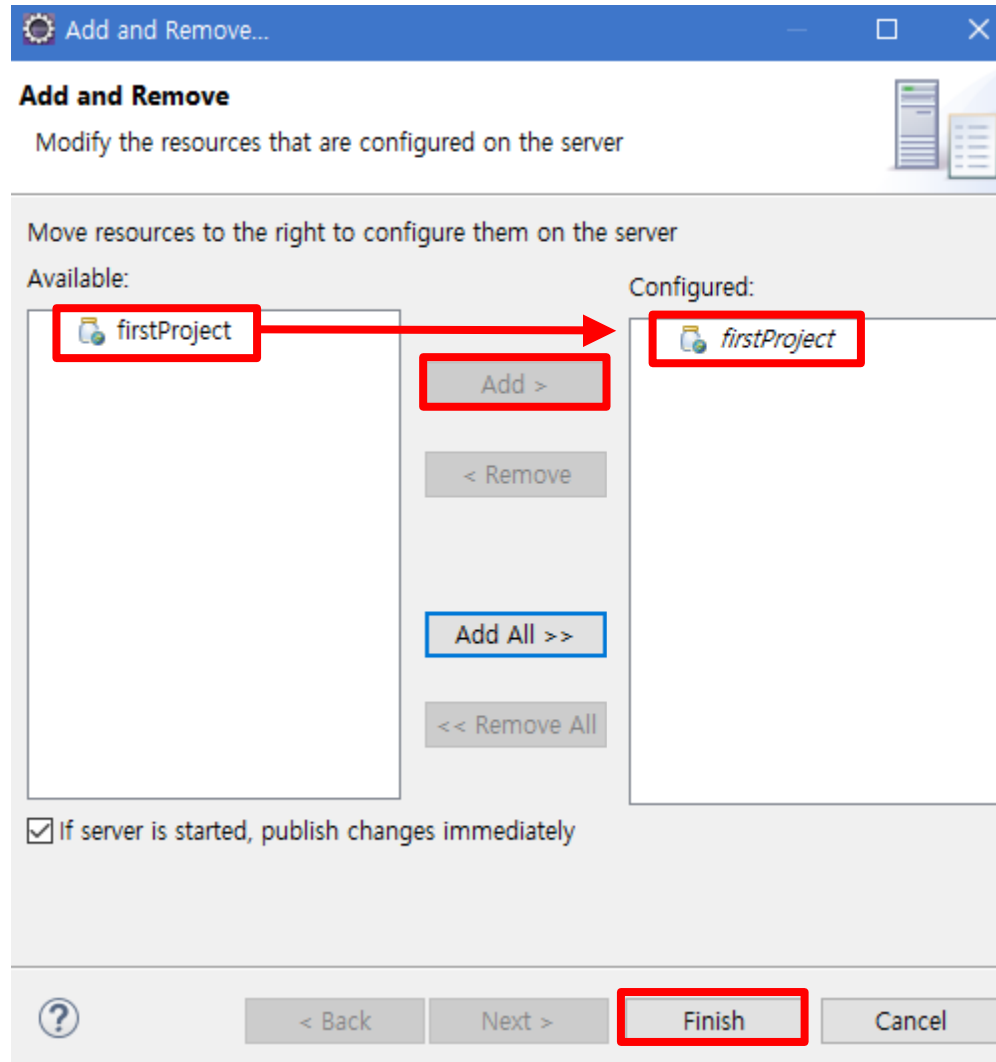 Add and Remove...
Add and Remove
Modify the resources that are configured on the server
Move resources to the right to configure them on the server
Available:
Configured:
firstProject
firstProject
Add >
< Remove
Add All >>
<< Remove All
If server is started, publish changes immediately
?
< Back
Next >
Finish
Cancel